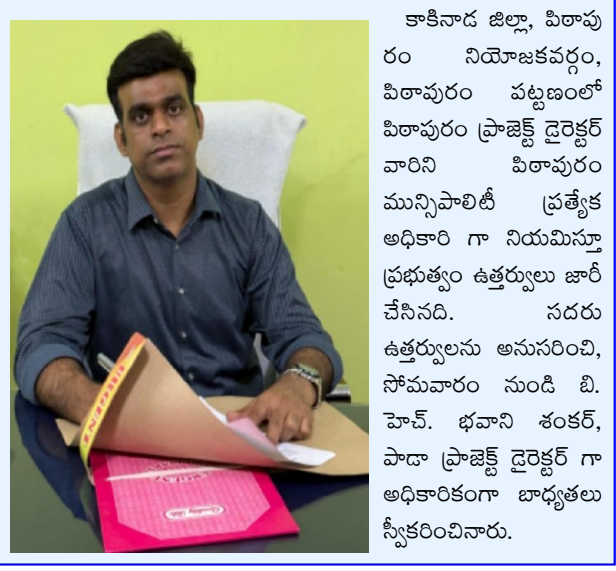 కాకినాడ జిల్లా, పిఠాపు
రం నియోజకవర్గం,
పిఠావురం పట్టణంలో
పిఠాపురం ప్రాజెక్ట్ డైరెక్టర్
వారిని పిఠావురం
మున్సిపాలిటీ ప్రత్యేక
అధికారి గా నియమిస్తూ
ప్రభుత్వం ఉత్తర్వులు జారీ
చేసినది. సదరు
ఉత్తర్వులను అనుసరించి,
సోమవారం నుండి బి.
హెచ్. భవాని శంకర్,
పాడా ప్రాజెక్ట్ డైరెక్టర్ గా
అధికారికంగా బాధ్యతలు
స్వీకరించినారు.
URGENT